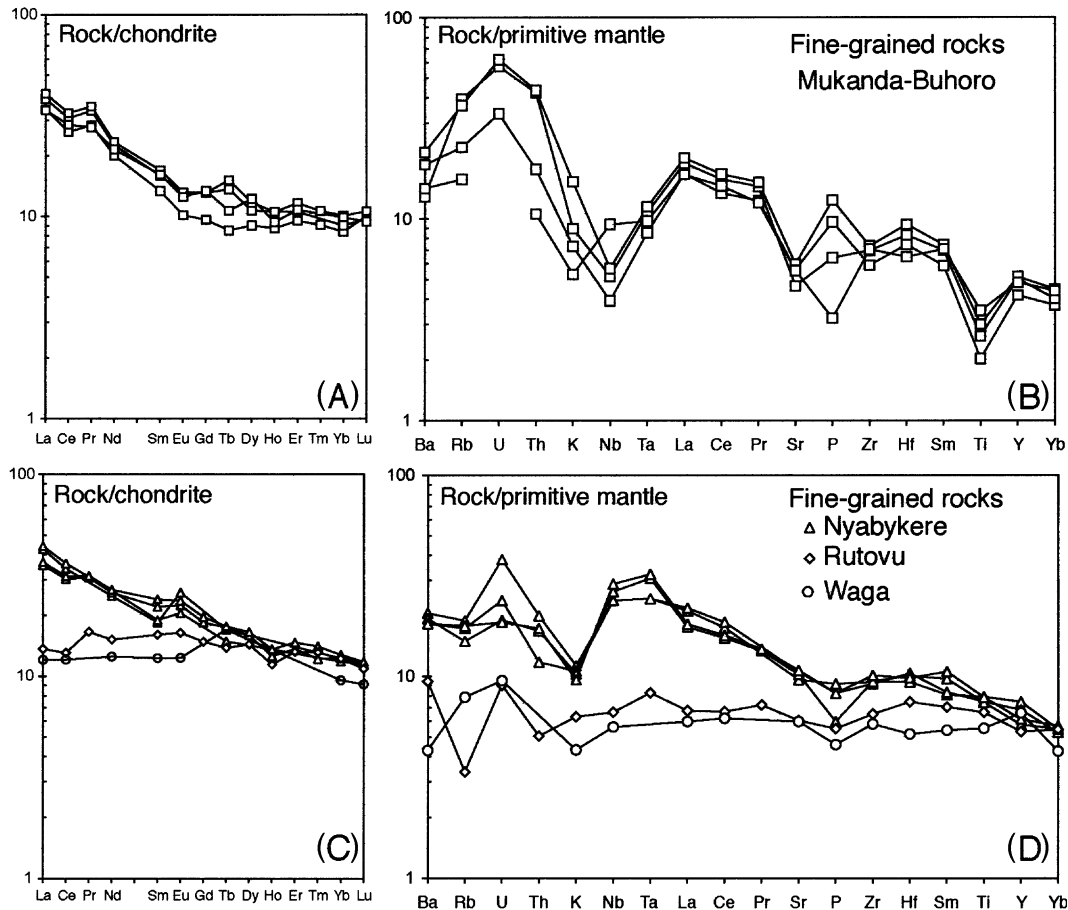 100
10
1
Rock/chondrite
(A)
La Ce Pr Nd Sm Eu Gd Tb Dy Ho Er Tm Yb Lu
100
10
1
Rock/primitive mantle
Fine-grained rocks
Mukanda-Buhoro
(B)
Ba Rb U Th K Nb Ta La Ce Pr Sr P Zr Hf Sm Ti Y Yb
100
10
1
Rock/chondrite
(C)
La Ce Pr Nd Sm Eu Gd Tb Dy Ho Er Tm Yb Lu
100
10
1
Rock/primitive mantle
Fine-grained rocks
Nyabykere
Rutovu
Waga
(D)
Ba Rb U Th K Nb Ta La Ce Pr Sr P Zr Hf Sm Ti Y Yb